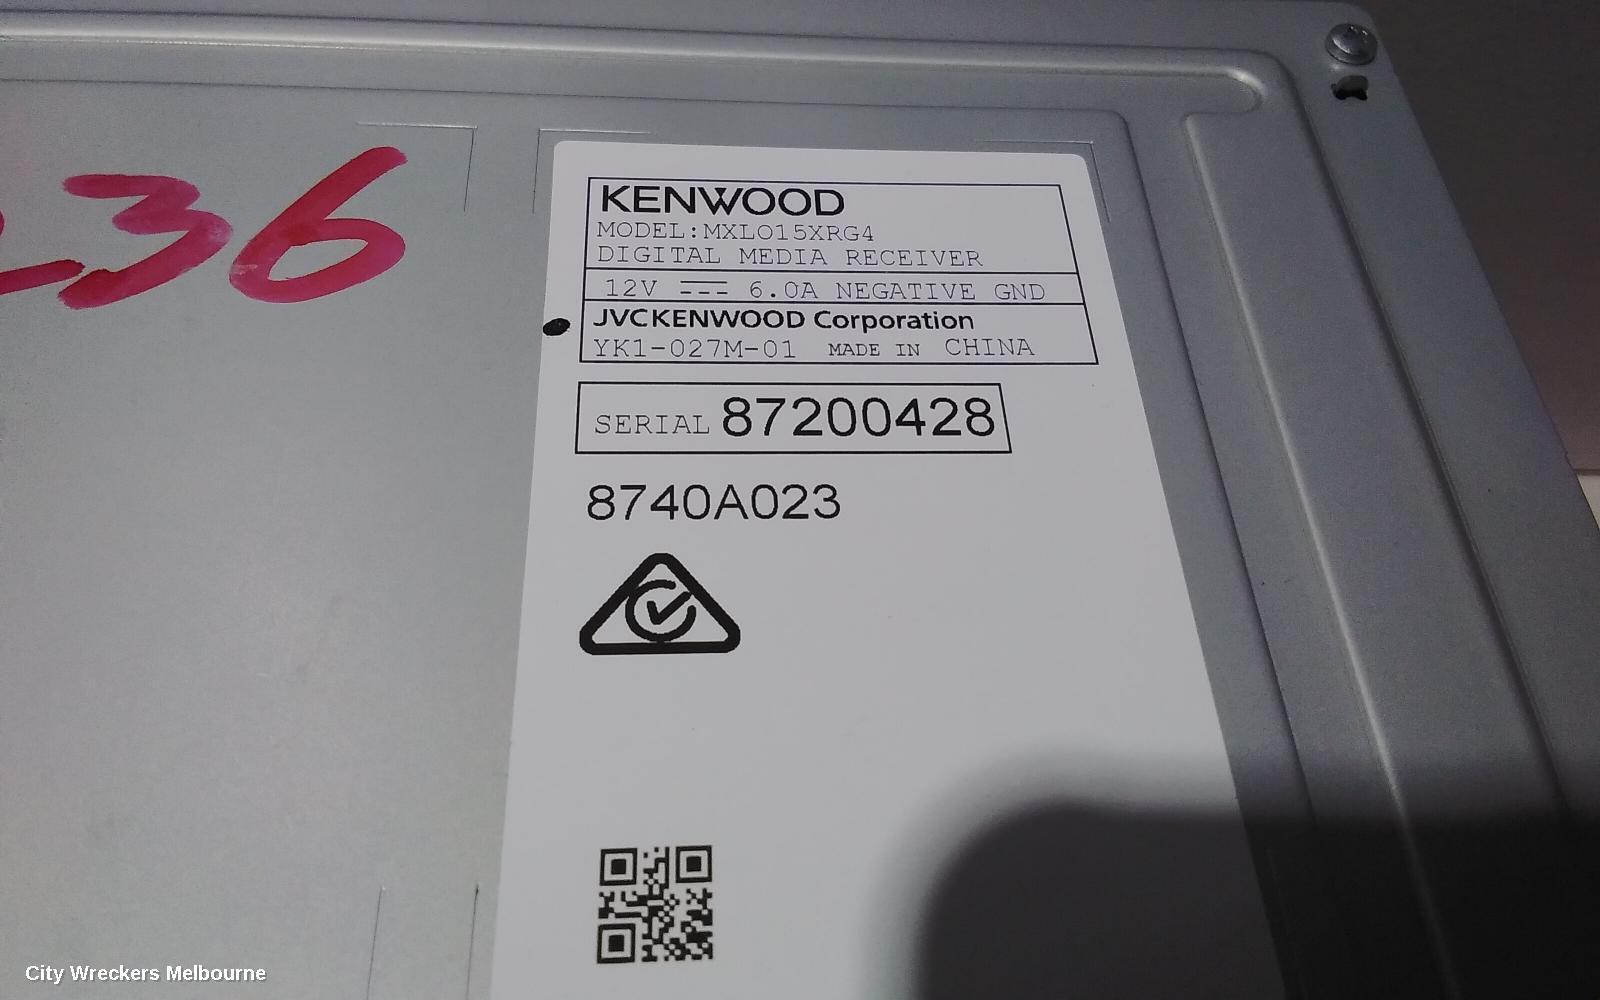 236
KENWOOD
MODEL:MXL015XRG4
DIGITAL MEDIA RECEIVER
12V 6.0A NEGATIVE GND
JVCKENWOOD Corporation
YK1-027M-01 MADE IN CHINA
SERIAL 87200428
8740A023
City Wreckers Melbourne